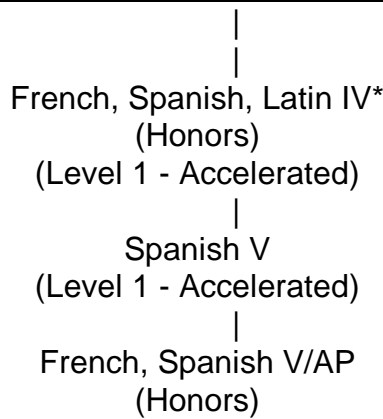 French, Spanish, Latin IV*
(Honors)
(Level 1 - Accelerated)
Spanish V
(Level 1 - Accelerated)
French, Spanish V/AP
(Honors)